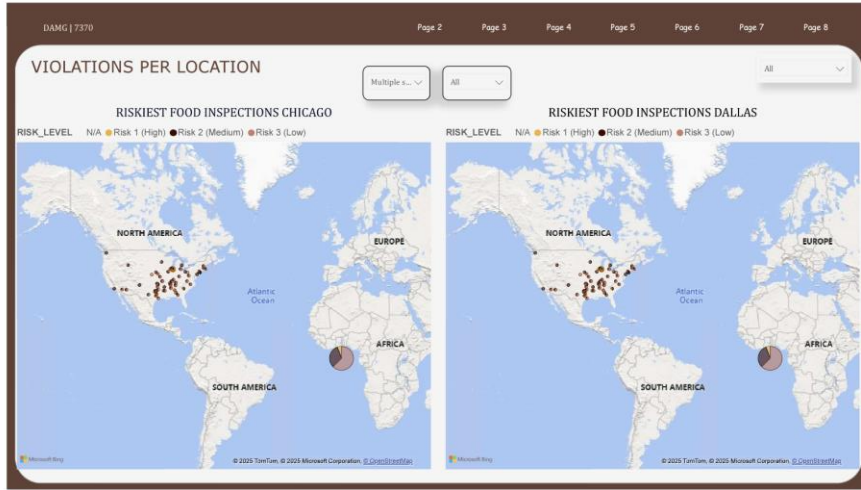 DAMG | 7370
Page 2 Page 3 Page 4 Page 5 Page 6 Page 7 Page 8
VIOLATIONS PER LOCATION
Multiple s...
All
All
RISKIEST FOOD INSPECTIONS CHICAGO
RISK_LEVEL N/A Risk 1 (High) Risk 2 (Medium) Risk 3 (Low)
NORTH AMERICA
EUROPE
Atlantic
Ocean
AFRICA
SOUTH AMERICA
Microsoft Bing
© 2025 TomTom, © 2025 Microsoft Corporation, © OpenStreetMap
RISKIEST FOOD INSPECTIONS DALLAS
RISK_LEVEL N/A Risk 1 (High) Risk 2 (Medium) Risk 3 (Low)
NORTH AMERICA
EUROPE
Atlantic
Ocean
AFRICA
SOUTH AMERICA
Microsoft Bing
© 2025 TomTom, © 2025 Microsoft Corporation, © OpenStreetMap